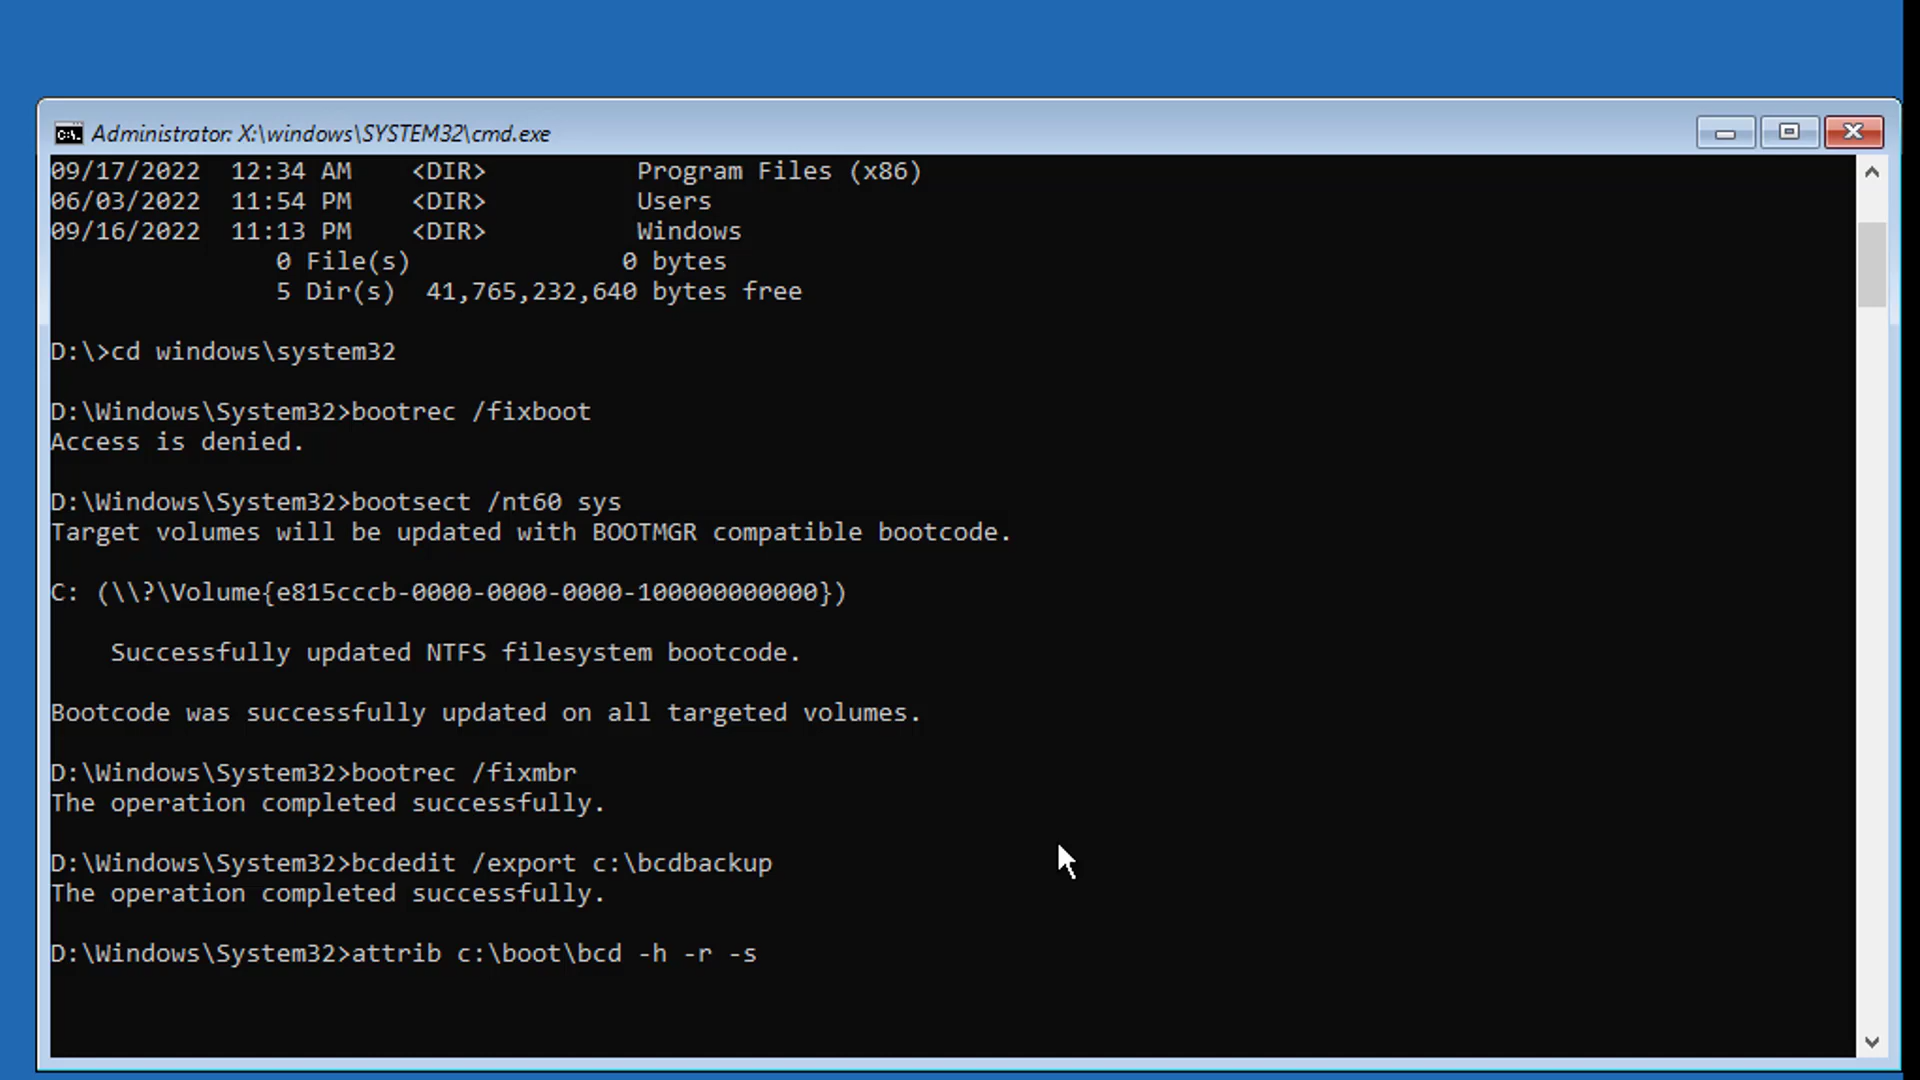 Administrator: X:\windows\SYSTEM32\cmd.exe
09/17/2022  12:34 AM    <DIR>          Program Files (x86)
06/03/2022  11:54 PM    <DIR>          Users
09/16/2022  11:13 PM    <DIR>          Windows
               0 File(s)              0 bytes
               5 Dir(s)  41,765,232,640 bytes free
D:\>cd windows\system32
D:\Windows\System32>bootrec /fixboot
Access is denied.
D:\Windows\System32>bootsect /nt60 sys
Target volumes will be updated with BOOTMGR compatible bootcode.
C: (\\?\Volume{e815cccb-0000-0000-0000-100000000000})
    Successfully updated NTFS filesystem bootcode.
Bootcode was successfully updated on all targeted volumes.
D:\Windows\System32>bootrec /fixmbr
The operation completed successfully.
D:\Windows\System32>bcdedit /export c:\bcdbackup
The operation completed successfully.
D:\Windows\System32>attrib c:\boot\bcd -h -r -s